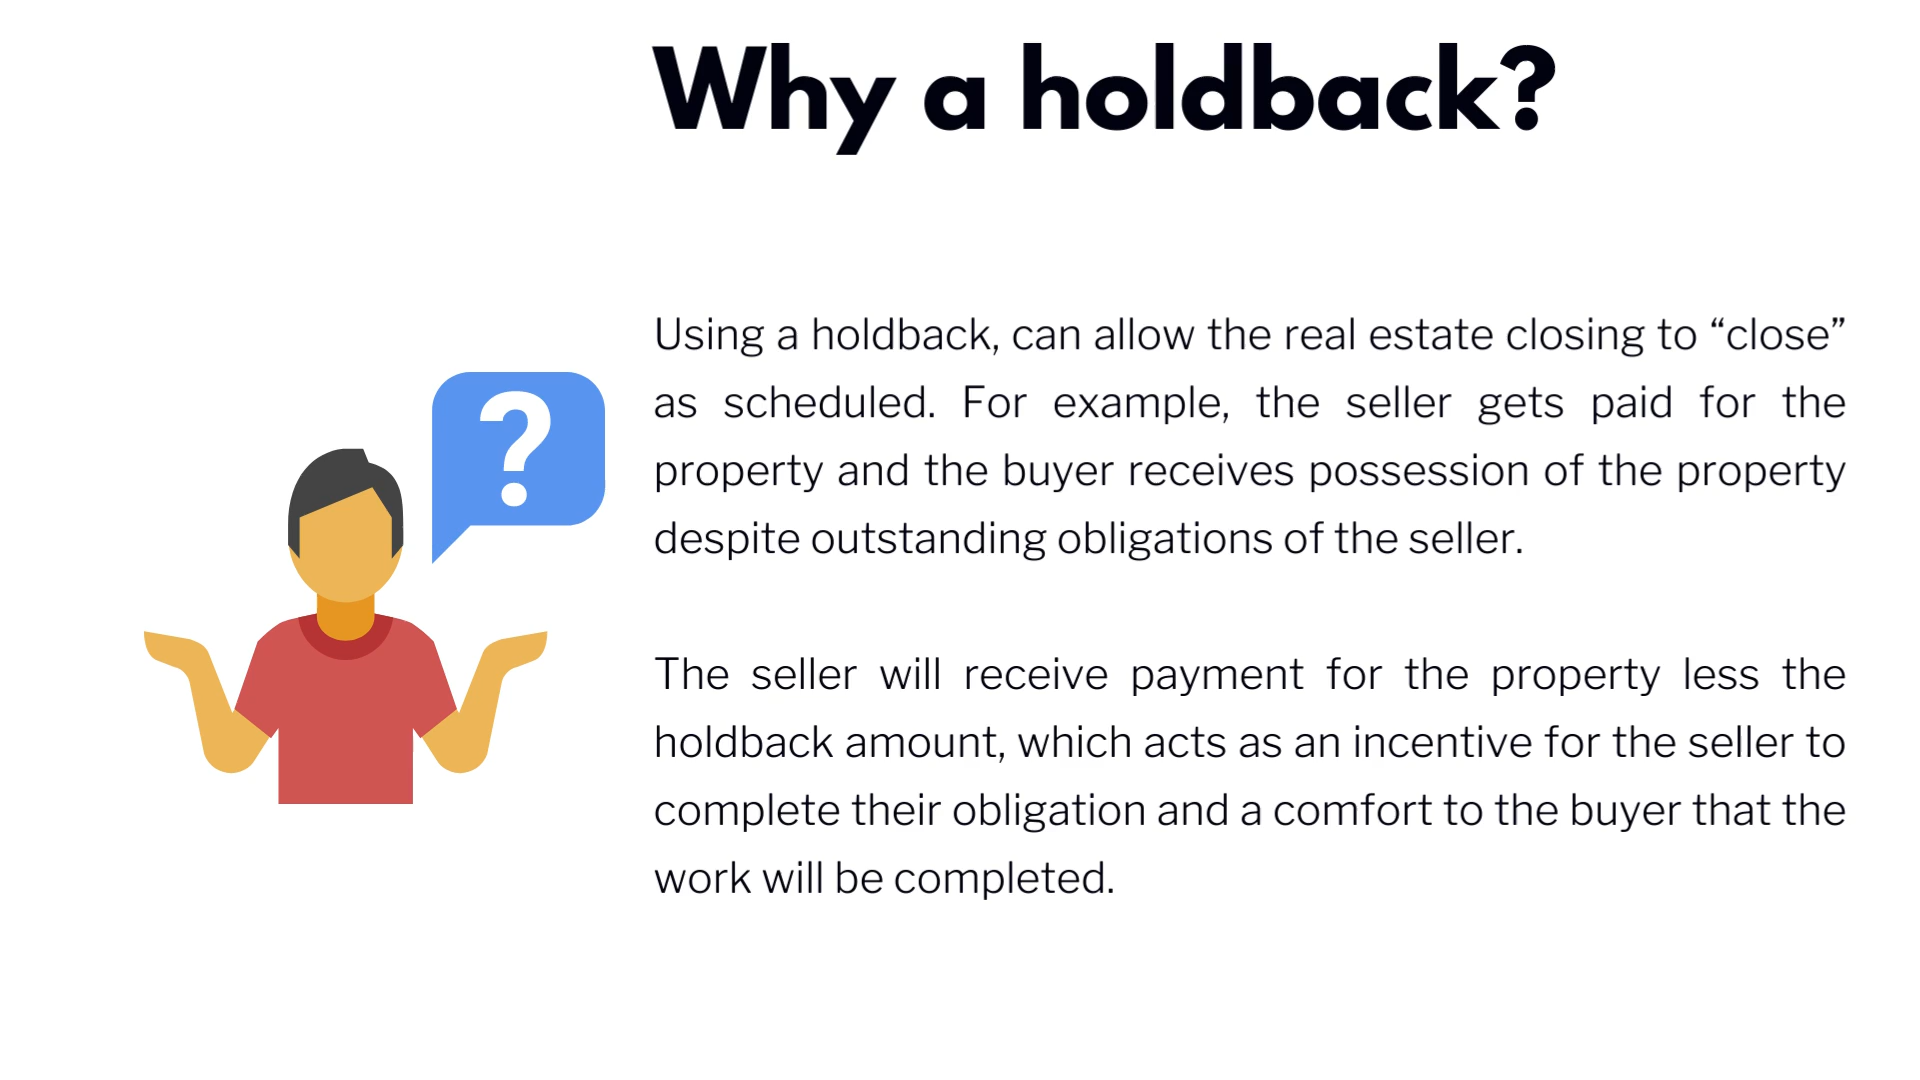 Why a holdback?
?
Using a holdback, can allow the real estate closing to “close”
as scheduled. For example, the seller gets paid for the
property and the buyer receives possession of the property
despite outstanding obligations of the seller.
The seller will receive payment for the property less the
holdback amount, which acts as an incentive for the seller to
complete their obligation and a comfort to the buyer that the
work will be completed.